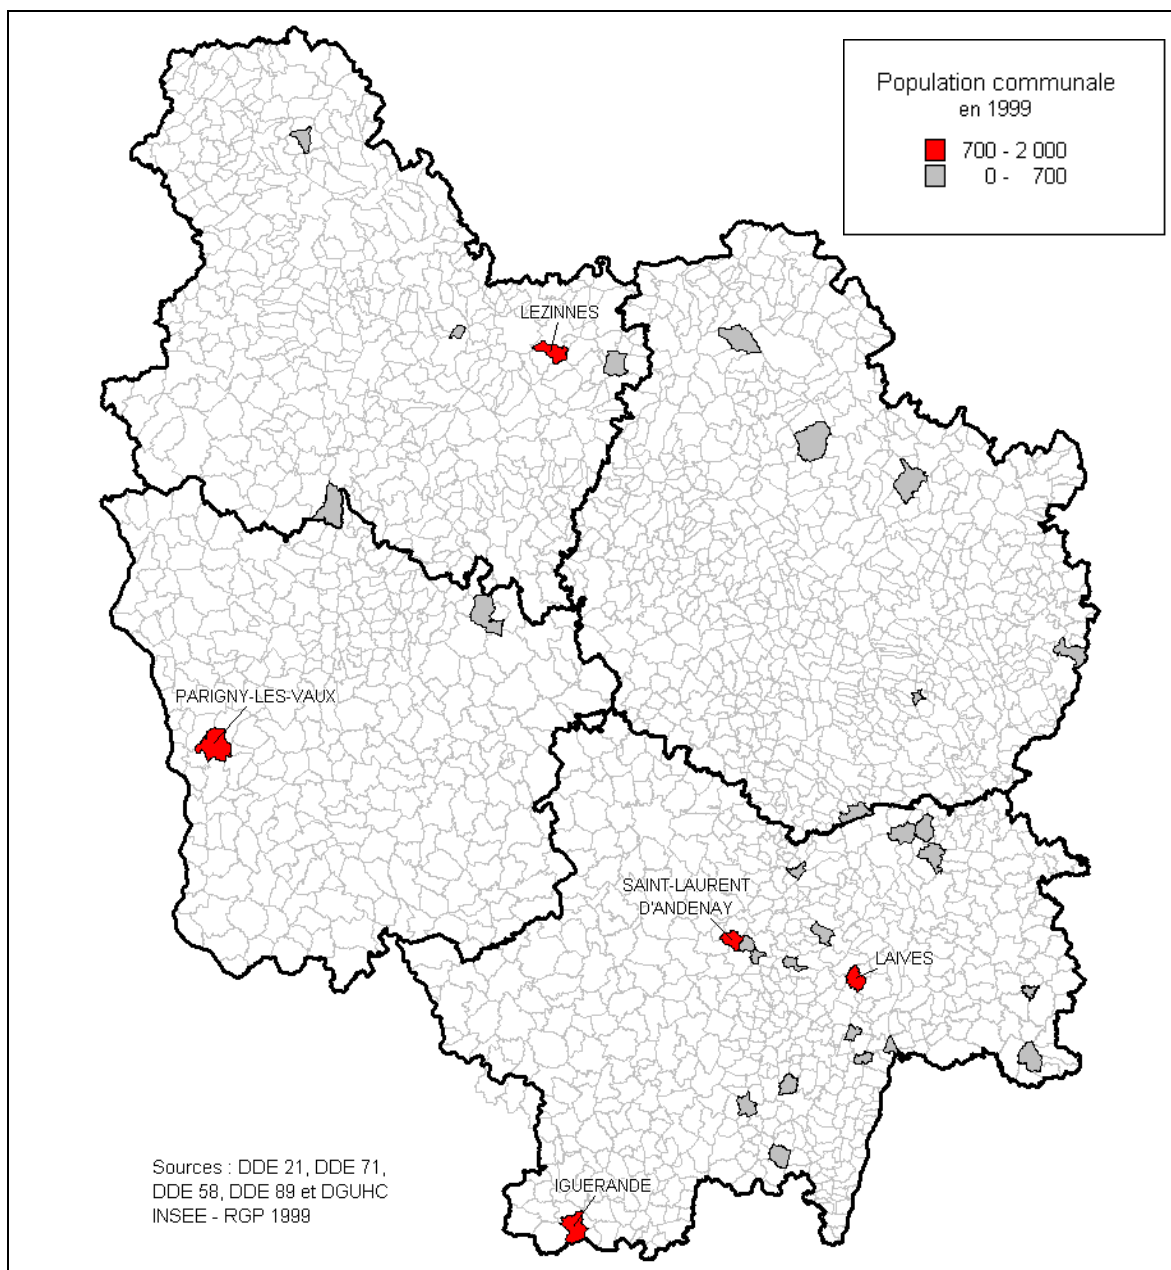 Population communale
en 1999
700 - 2 000
0 - 700
LEZINNES
PARIGNY-LES-VAUX
SAINT-LAURENT
D'ANDENAY
LAIVES
IGUERANDE
Sources : DDE 21, DDE 71,
DDE 58, DDE 89 et DGUHC
INSEE - RGP 1999